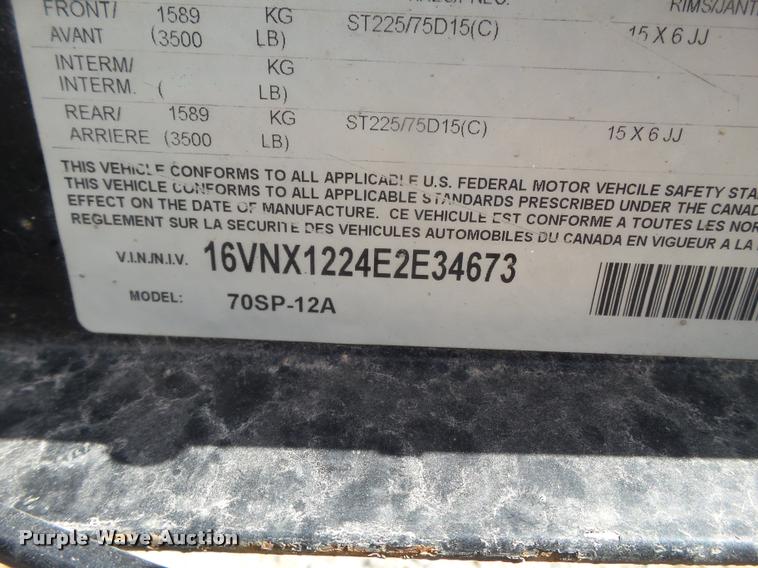 FRONT/ 1589 KG ST225/75D15(C) 15 X 6 JJ
AVANT (3500 LB)
INTERM/ KG
INTERM. ( LB)
REAR/ 1589 KG ST225/75D15(C) 15 X 6 JJ
ARRIERE (3500 LB)
THIS VEHICLE CONFORMS TO ALL APPLICABLE U.S. FEDERAL MOTOR VEHCILE SAFETY STA
THIS VEHICLE CONFORMS TO ALL APPLICABLE STANDARDS PRESCRIBED UNDER THE CANAD
EFFECT ON THE DATE OF MANUFACTURE. CE VEHICULE EST CONFORME A TOUTES LES NOR
REGLEMENT SUR LA SECURITE DES VEHICULES AUTOMOBILES DU CANADA EN VIGUEUR A LA
V.I.N./N.I.V. 16VNX1224E2E34673
MODEL: 70SP-12A
Purple Wave Auction